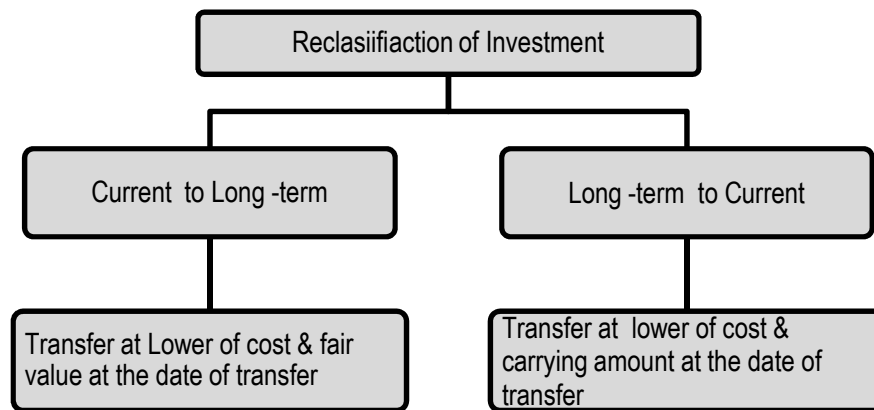 Reclasiifiaction of Investment
Current to Long -term
Long -term to Current
Transfer at Lower of cost & fair
value at the date of transfer
Transfer at lower of cost &
carrying amount at the date of
transfer